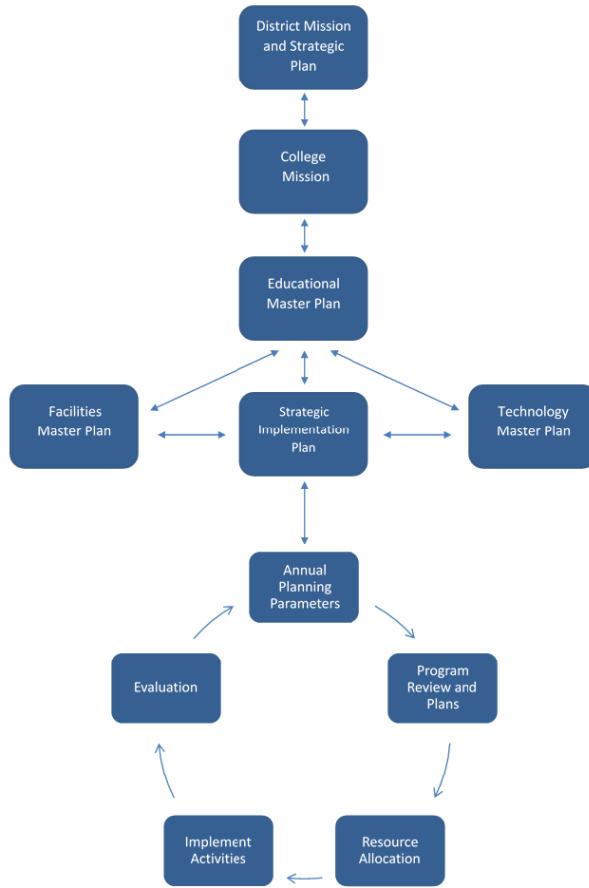 District Mission
and Strategic
Plan
College
Mission
Educational
Master Plan
Facilities
Master Plan
Strategic
Implementation
Plan
Technology
Master Plan
Annual
Planning
Parameters
Evaluation
Program
Review and
Plans
Implement
Activities
Resource
Allocation